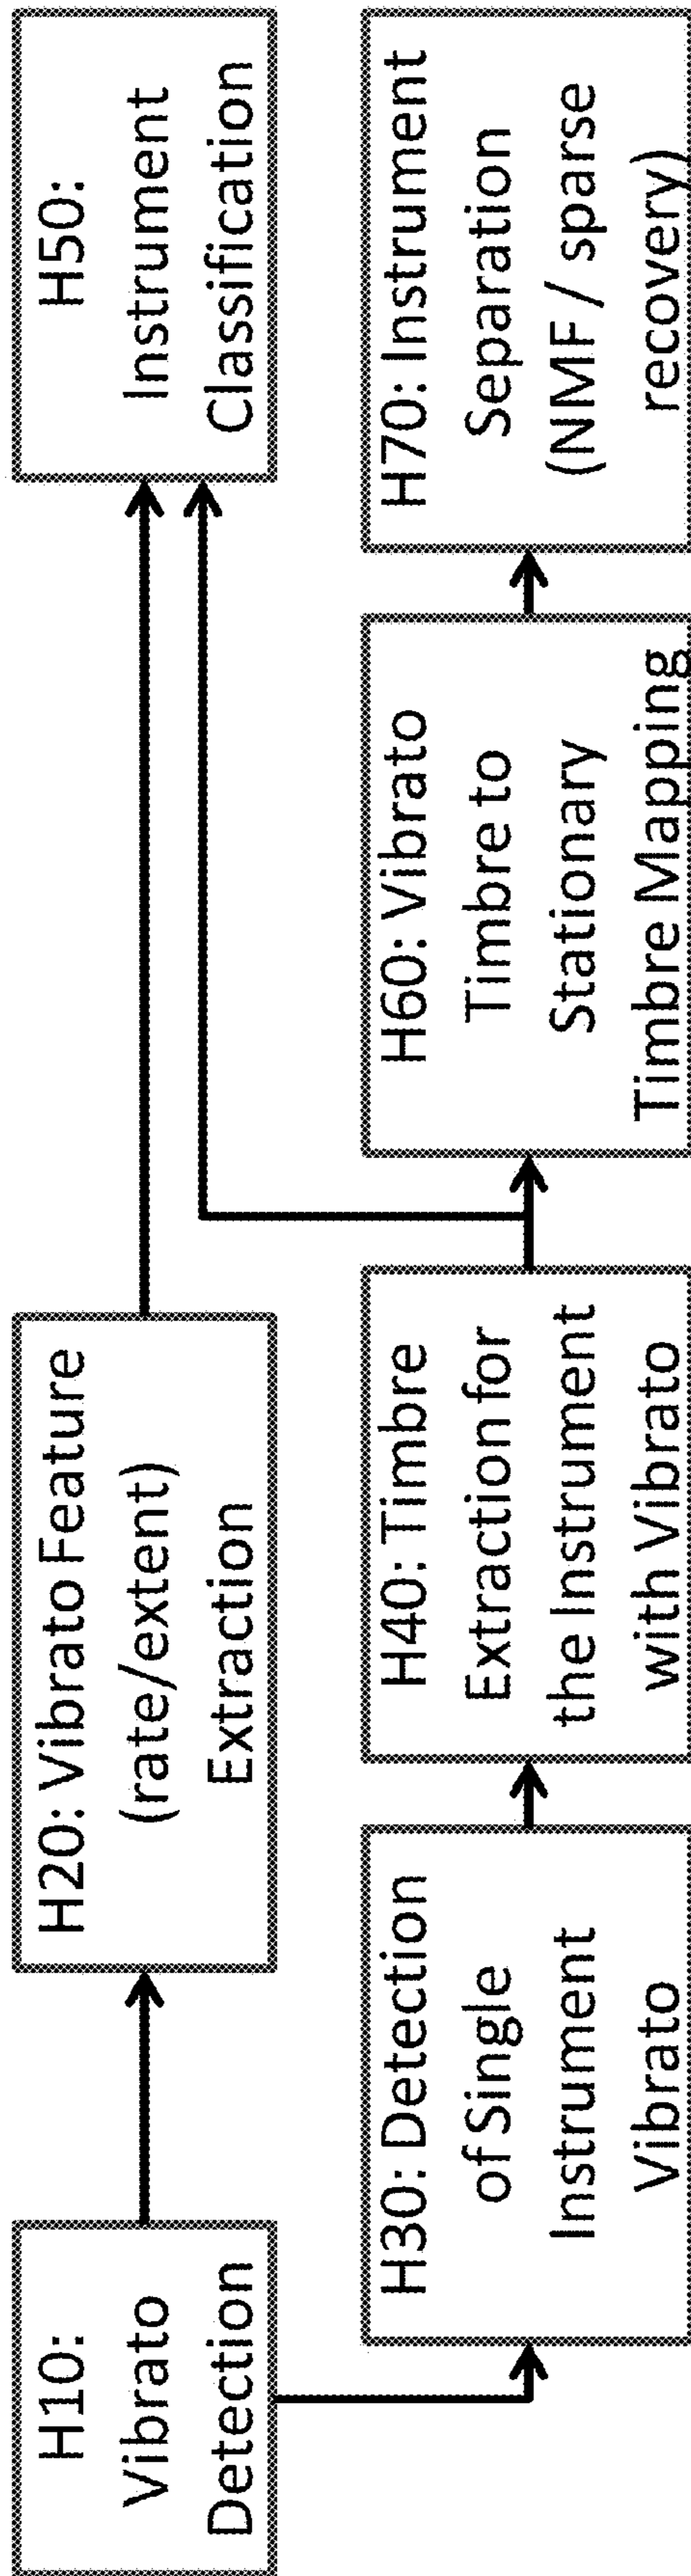 H10:
Vibrato
Detection
H20: Vibrato Feature
(rate/extent)
Extraction
H50:
Instrument
Classification
H30: Detection
of Single
Instrument
Vibrato
H40: Timbre
Extraction for
the Instrument
with Vibrato
H60: Vibrato
Timbre to
Stationary
Timbre Mapping
H70: Instrument
Separation
(NMF / sparse
recovery)